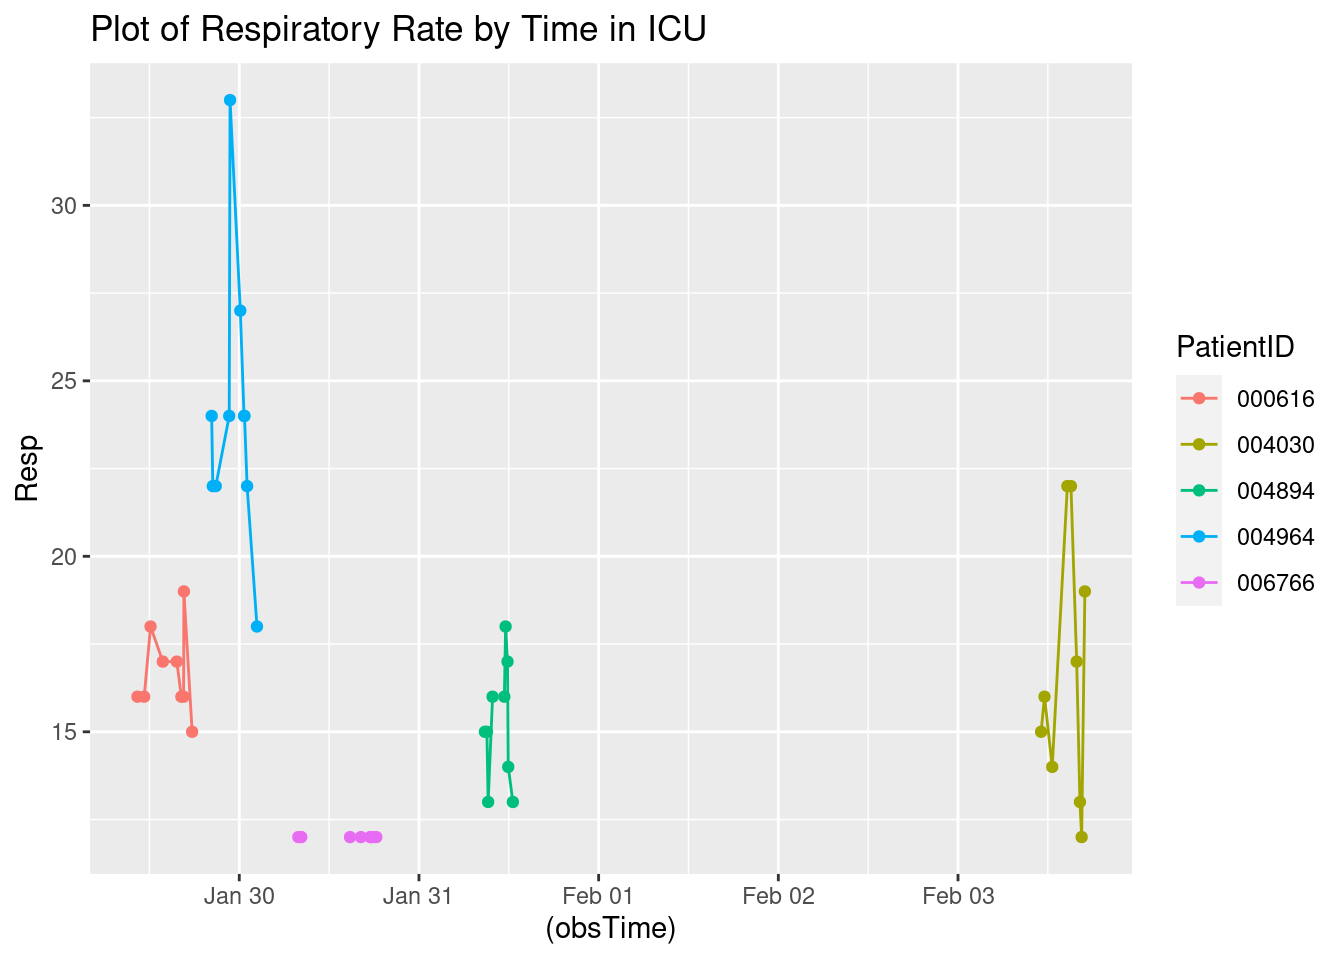 Plot of Respiratory Rate by Time in ICU
Resp
30
25
20
15
Jan 30
Jan 31
Feb 01
Feb 02
Feb 03
(obsTime)
PatientID
000616
004030
004894
004964
006766